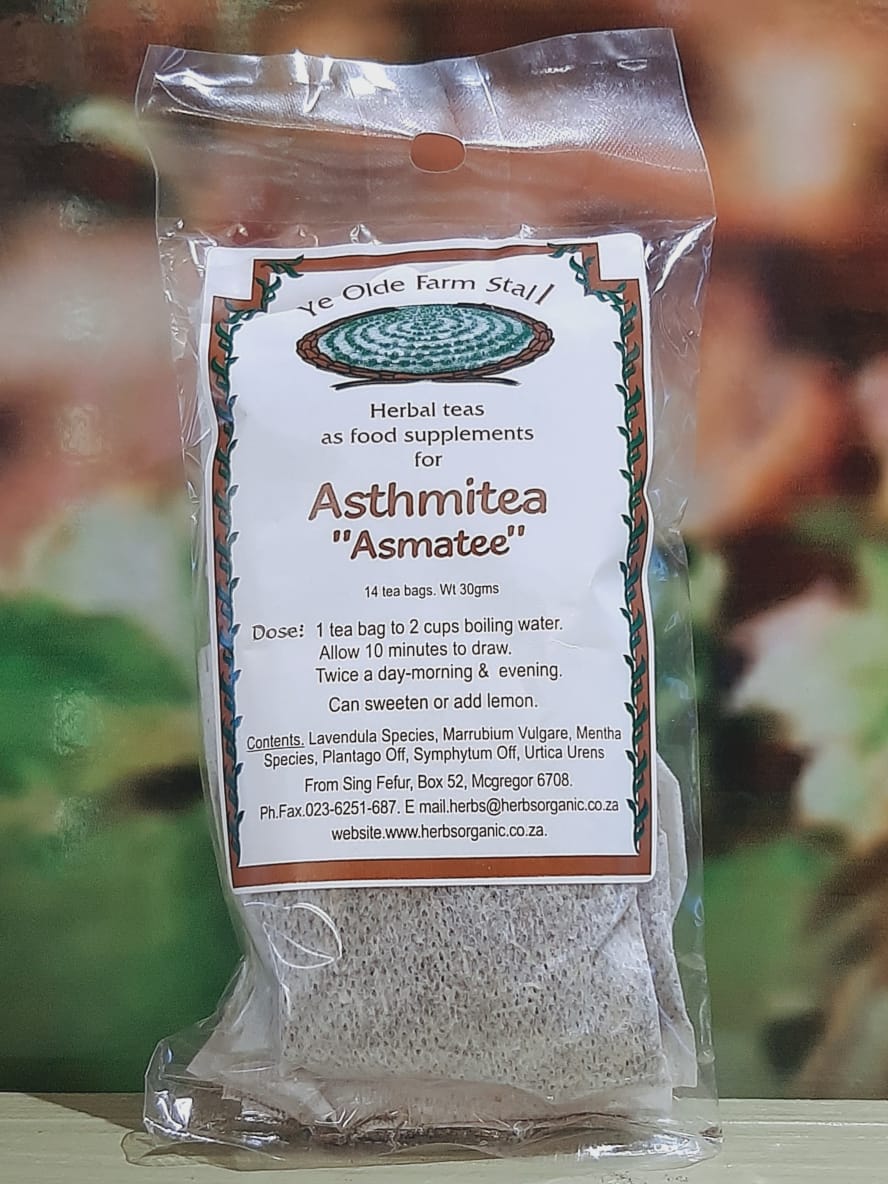 Ye Olde Farm Stall
Herbal teas
as food supplements
for
Asthmitea
"Asmatee"
14 tea bags. Wt 30gms
Dose: 1 tea bag to 2 cups boiling water.
Allow 10 minutes to draw.
Twice a day-morning & evening.
Can sweeten or add lemon.
Contents. Lavendula Species, Marrubium Vulgare, Mentha
Species, Plantago Off, Symphytum Off, Urtica Urens
From Sing Fefur, Box 52, Mcgregor 6708.
Ph.Fax.023-6251-687. E mail.herbs@herbsorganic.co.za
website.www.herbsorganic.co.za.